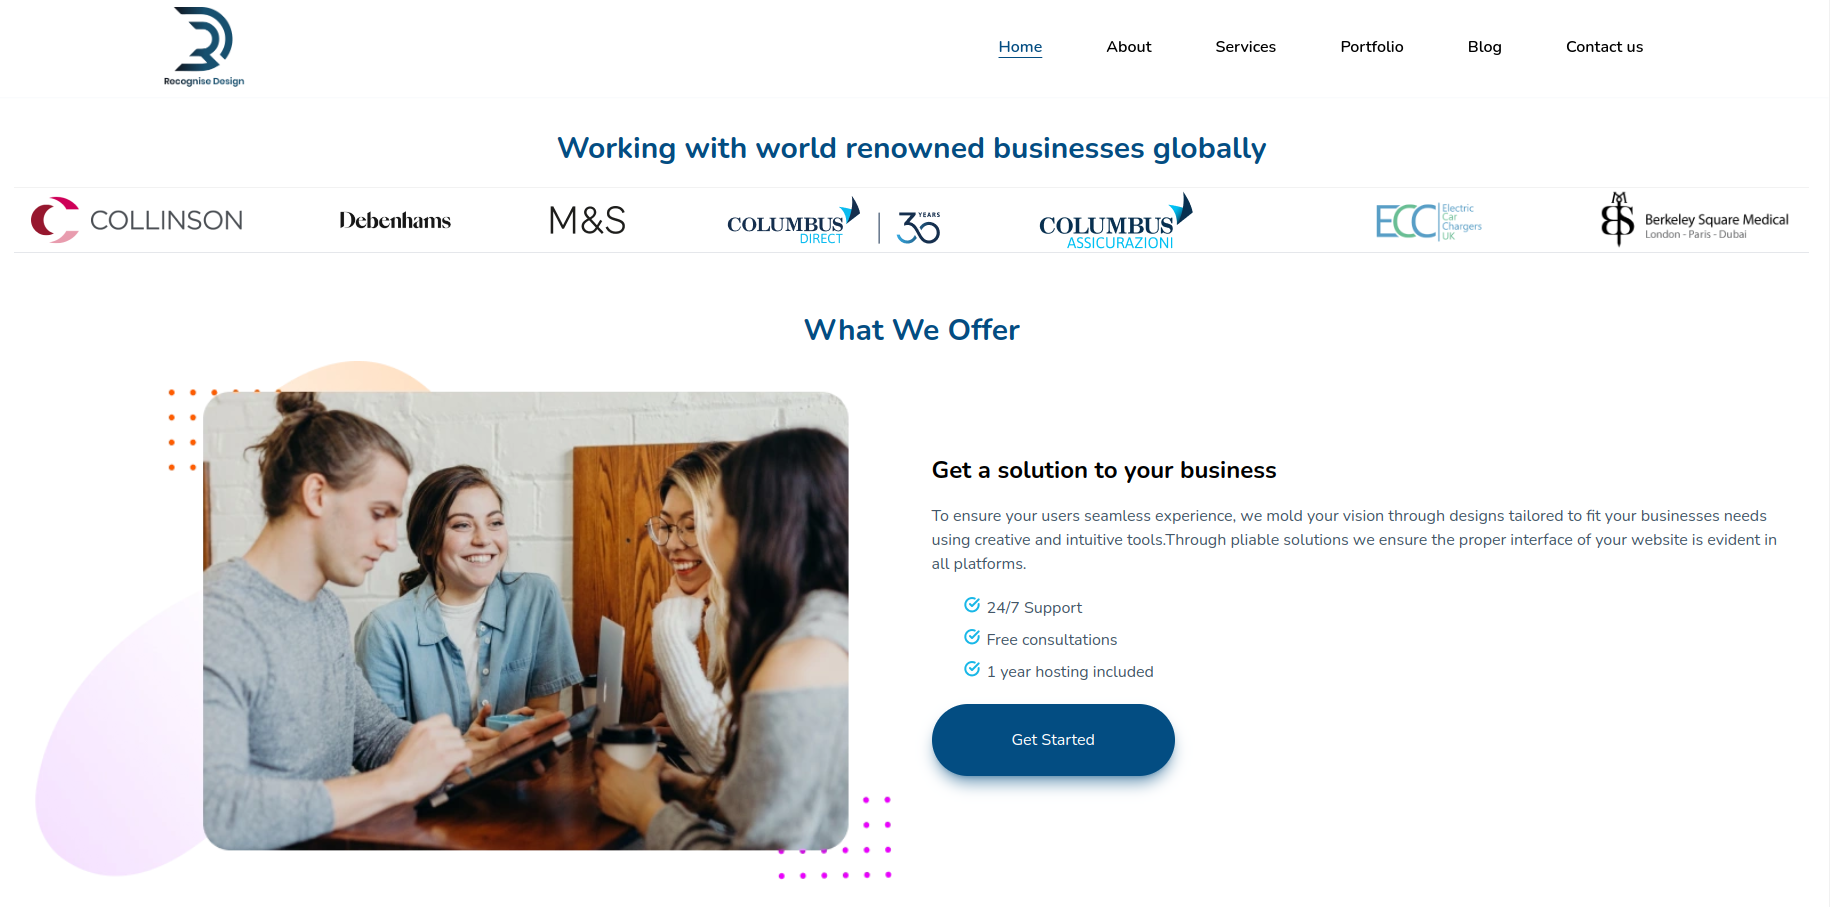 Recognise Design
Home
About
Services
Portfolio
Blog
Contact us
Working with world renowned businesses globally
COLLINSON
Debenhams
M&S
COLUMBUS
DIRECT
30 YEARS
COLUMBUS
ASSICURAZIONI
ECC
Electric
Car
Chargers
UK
Berkeley Square Medical
London - Paris - Dubai
What We Offer
Get a solution to your business
To ensure your users seamless experience, we mold your vision through designs tailored to fit your businesses needs
using creative and intuitive tools.Through pliable solutions we ensure the proper interface of your website is evident in
all platforms.
24/7 Support
Free consultations
1 year hosting included
Get Started